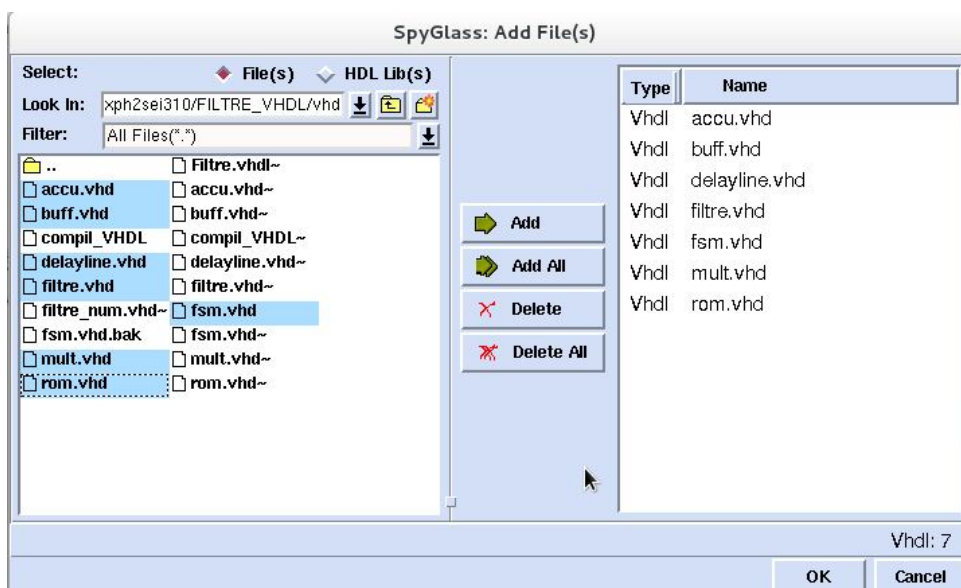 SpyGlass: Add File(s)
Select: File(s) HDL Lib(s)
Look In: xph2sei310/FILTRE_VHDL/vhd
Filter: All Files(*.*)
.. Filtre.vhdl~
accu.vhd accu.vhd~
buff.vhd buff.vhd~
compil_VHDL compil_VHDL~
delayline.vhd delayline.vhd~
filtre.vhd filtre.vhd~
filtre_num.vhd~ fsm.vhd
fsm.vhd.bak fsm.vhd~
mult.vhd mult.vhd~
rom.vhd rom.vhd~
Add
Add All
Delete
Delete All
Type Name
Vhdl accu.vhd
Vhdl buff.vhd
Vhdl delayline.vhd
Vhdl filtre.vhd
Vhdl fsm.vhd
Vhdl mult.vhd
Vhdl rom.vhd
Vhdl: 7
OK Cancel